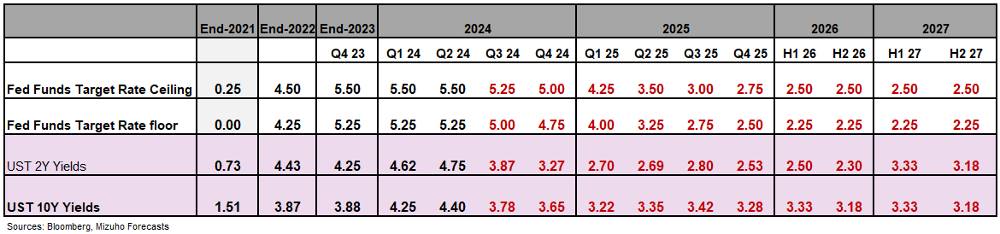 End-2021 End-2022 End-2023 2024 2025 2026 2027
Q4 23 Q1 24 Q2 24 Q3 24 Q4 24 Q1 25 Q2 25 Q3 25 Q4 25 H1 26 H2 26 H1 27 H2 27
Fed Funds Target Rate Ceiling 0.25 4.50 5.50 5.50 5.50 5.25 5.00 4.25 3.50 3.00 2.75 2.50 2.50 2.50 2.50
Fed Funds Target Rate floor 0.00 4.25 5.25 5.25 5.25 5.00 4.75 4.00 3.25 2.75 2.50 2.25 2.25 2.25 2.25
UST 2Y Yields 0.73 4.43 4.25 4.62 4.75 3.87 3.27 2.70 2.69 2.80 2.53 2.50 2.30 3.33 3.18
UST 10Y Yields 1.51 3.87 3.88 4.25 4.40 3.78 3.65 3.22 3.35 3.42 3.28 3.33 3.18 3.33 3.18
Sources: Bloomberg, Mizuho Forecasts